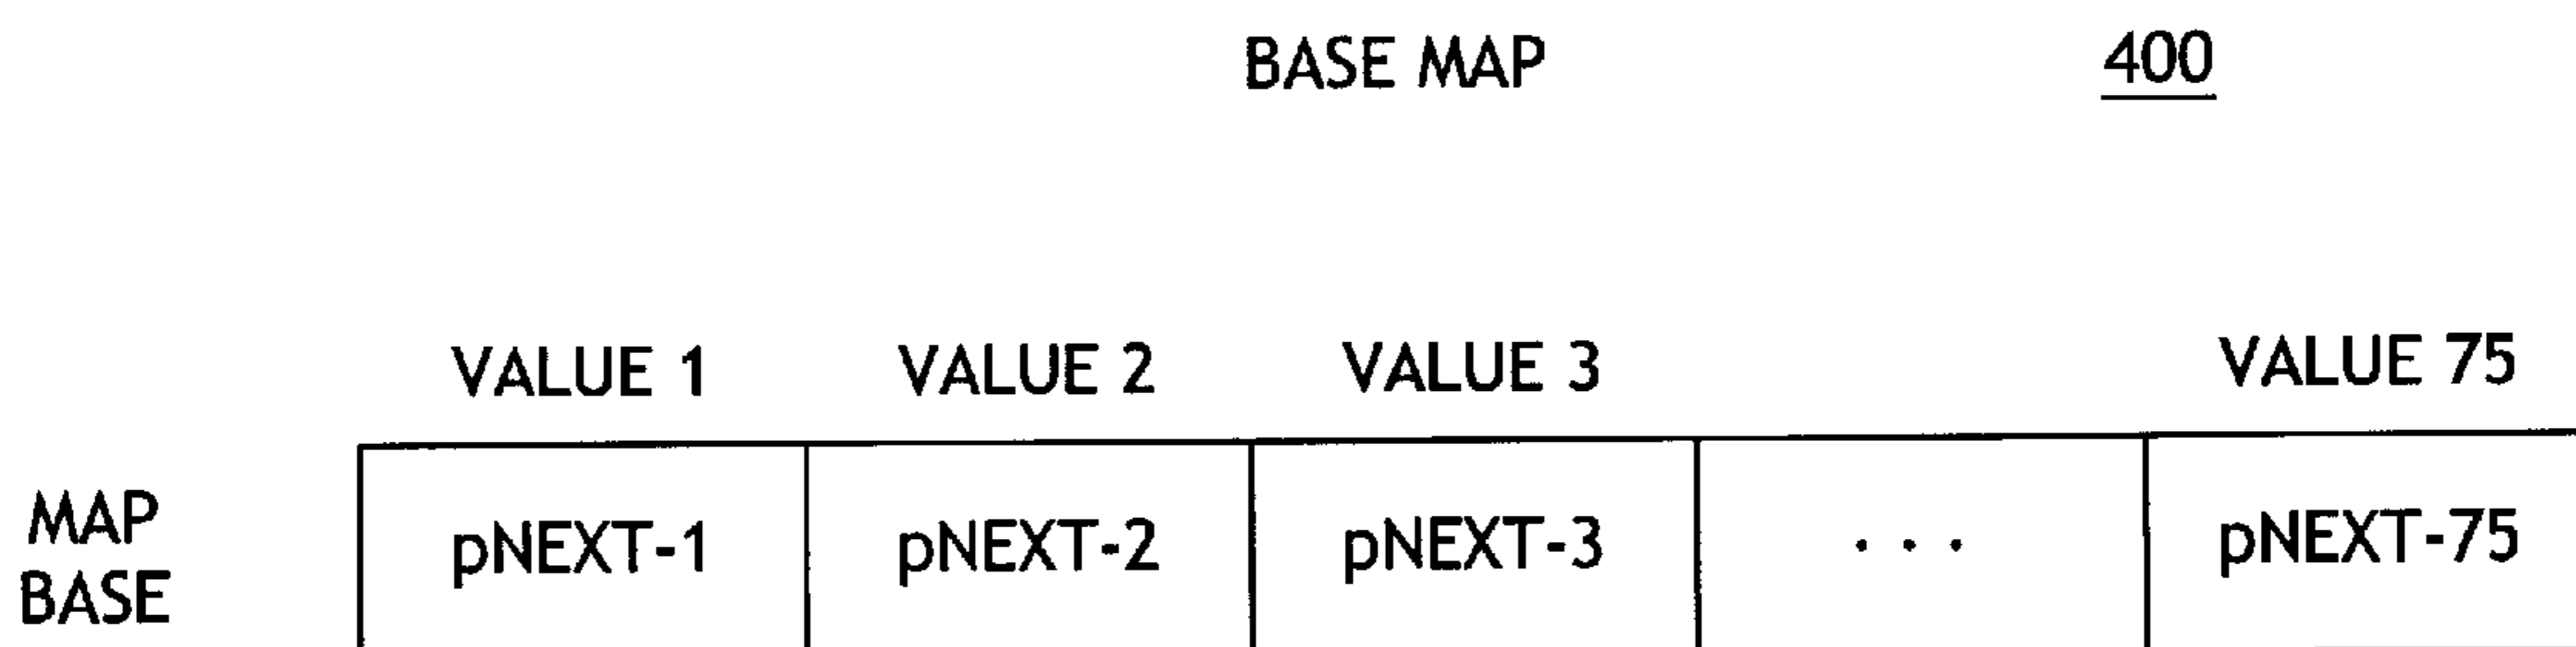 BASE MAP 400
VALUE 1 VALUE 2 VALUE 3 VALUE 75
MAP
BASE
pNEXT-1 pNEXT-2 pNEXT-3 . . . pNEXT-75